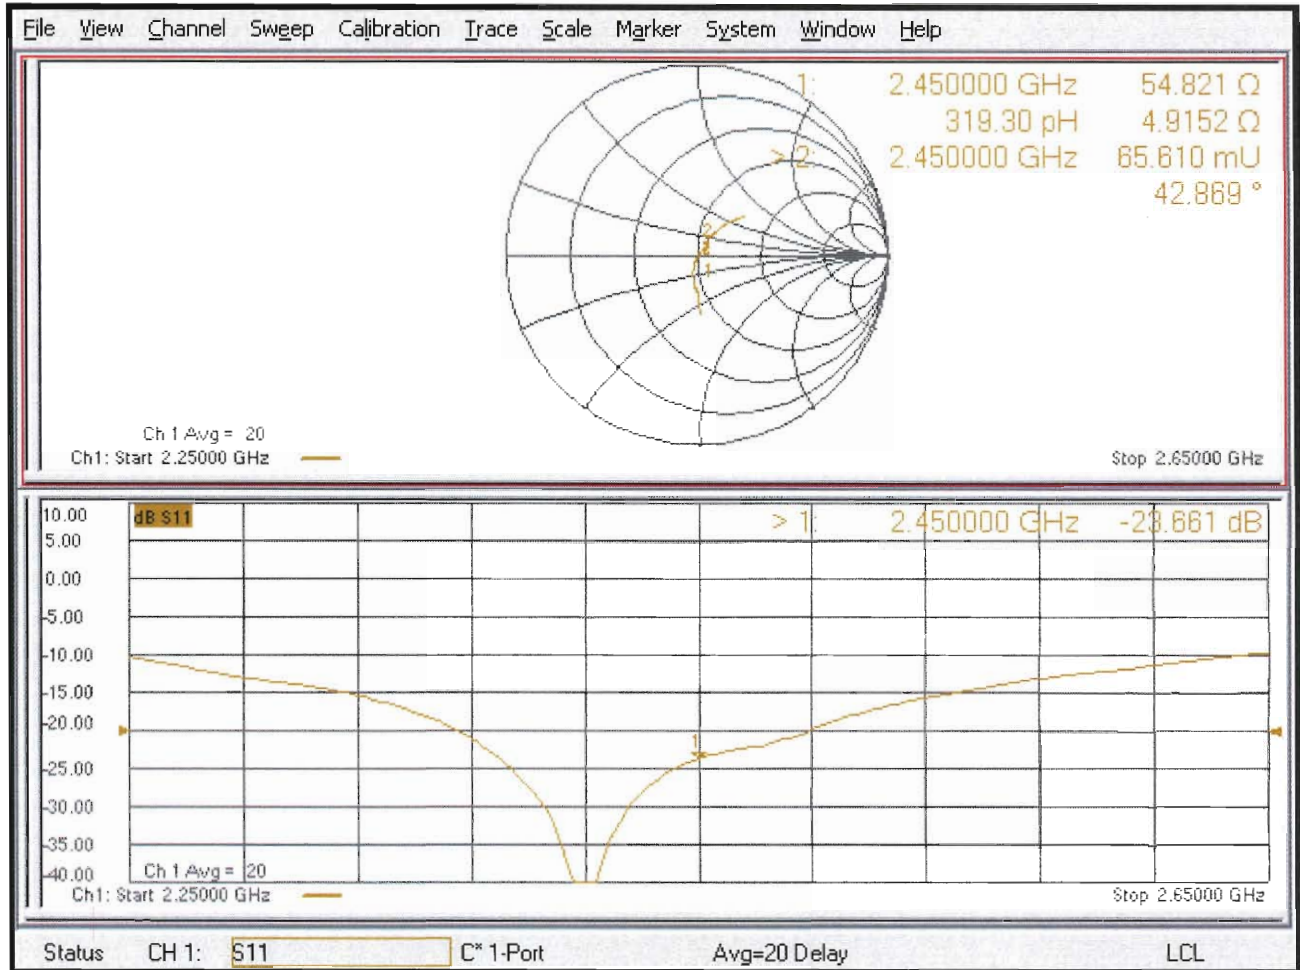 File View Channel Sweep Calibration Trace Scale Marker System Window Help
1: 2.450000 GHz 54.821 Ω
319.30 pH 4.9152 Ω
> 2: 2.450000 GHz 65.610 mU
42.869 °
2
1
Ch 1 Avg = 20
Ch1: Start 2.25000 GHz
Stop 2.65000 GHz
10.00
dB S11
> 1: 2.450000 GHz -23.661 dB
5.00
0.00
-5.00
-10.00
-15.00
-20.00
1
-25.00
-30.00
-35.00
-40.00
Ch 1 Avg = 20
Ch1: Start 2.25000 GHz
Stop 2.65000 GHz
Status CH 1: S11 C* 1-Port Avg=20 Delay LCL